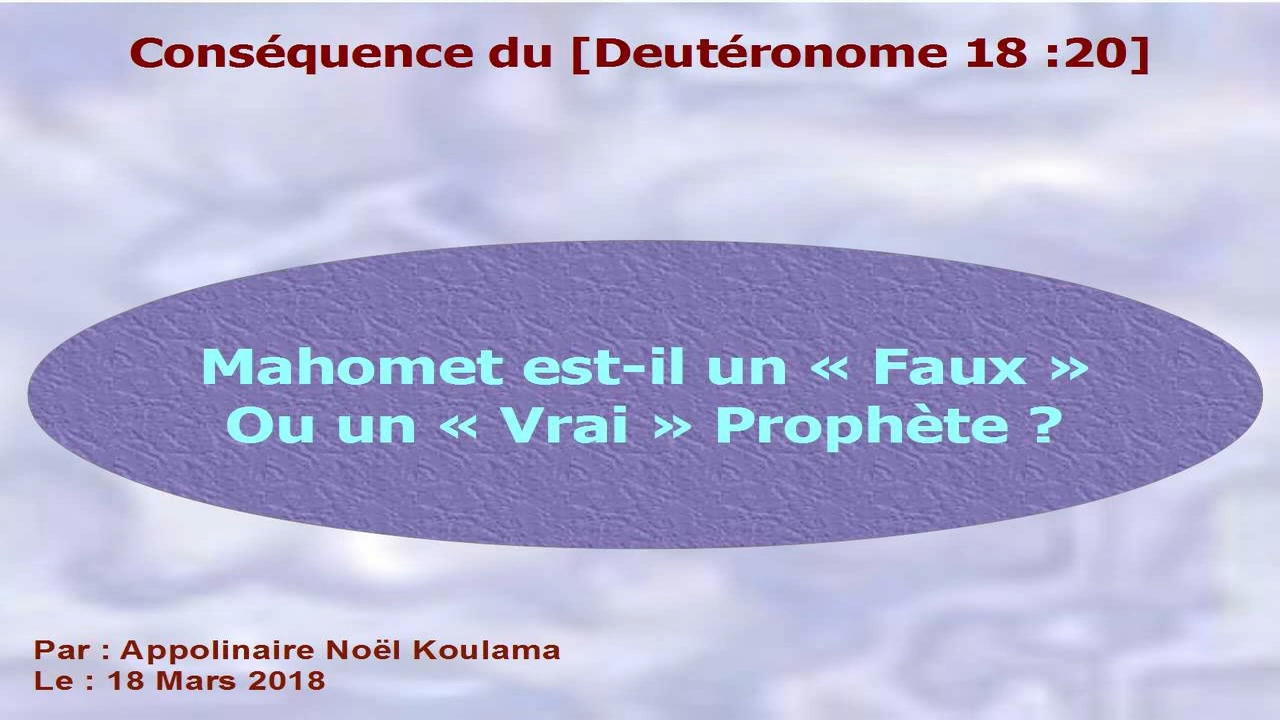 Conséquence du [Deutéronome 18 :20]
Mahomet est-il un « Faux »
Ou un « Vrai » Prophète ?
Par : Appolinaire Noël Koulama
Le : 18 Mars 2018